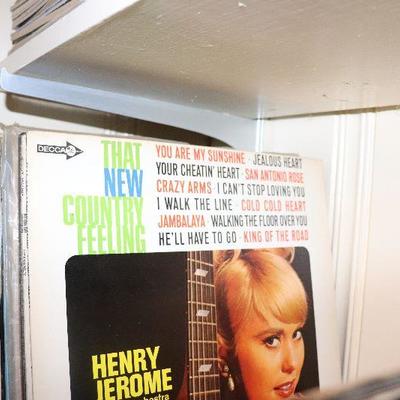 DECCA
THAT
NEW
COUNTRY
FEELING
YOU ARE MY SUNSHINE · JEALOUS HEART
YOUR CHEATIN' HEART · SAN ANTONIO ROSE
CRAZY ARMS · I CAN'T STOP LOVING YOU
I WALK THE LINE · COLD COLD HEART
JAMBALAYA · WALKING THE FLOOR OVER YOU
HE'LL HAVE TO GO · KING OF THE ROAD
HENRY
JEROME